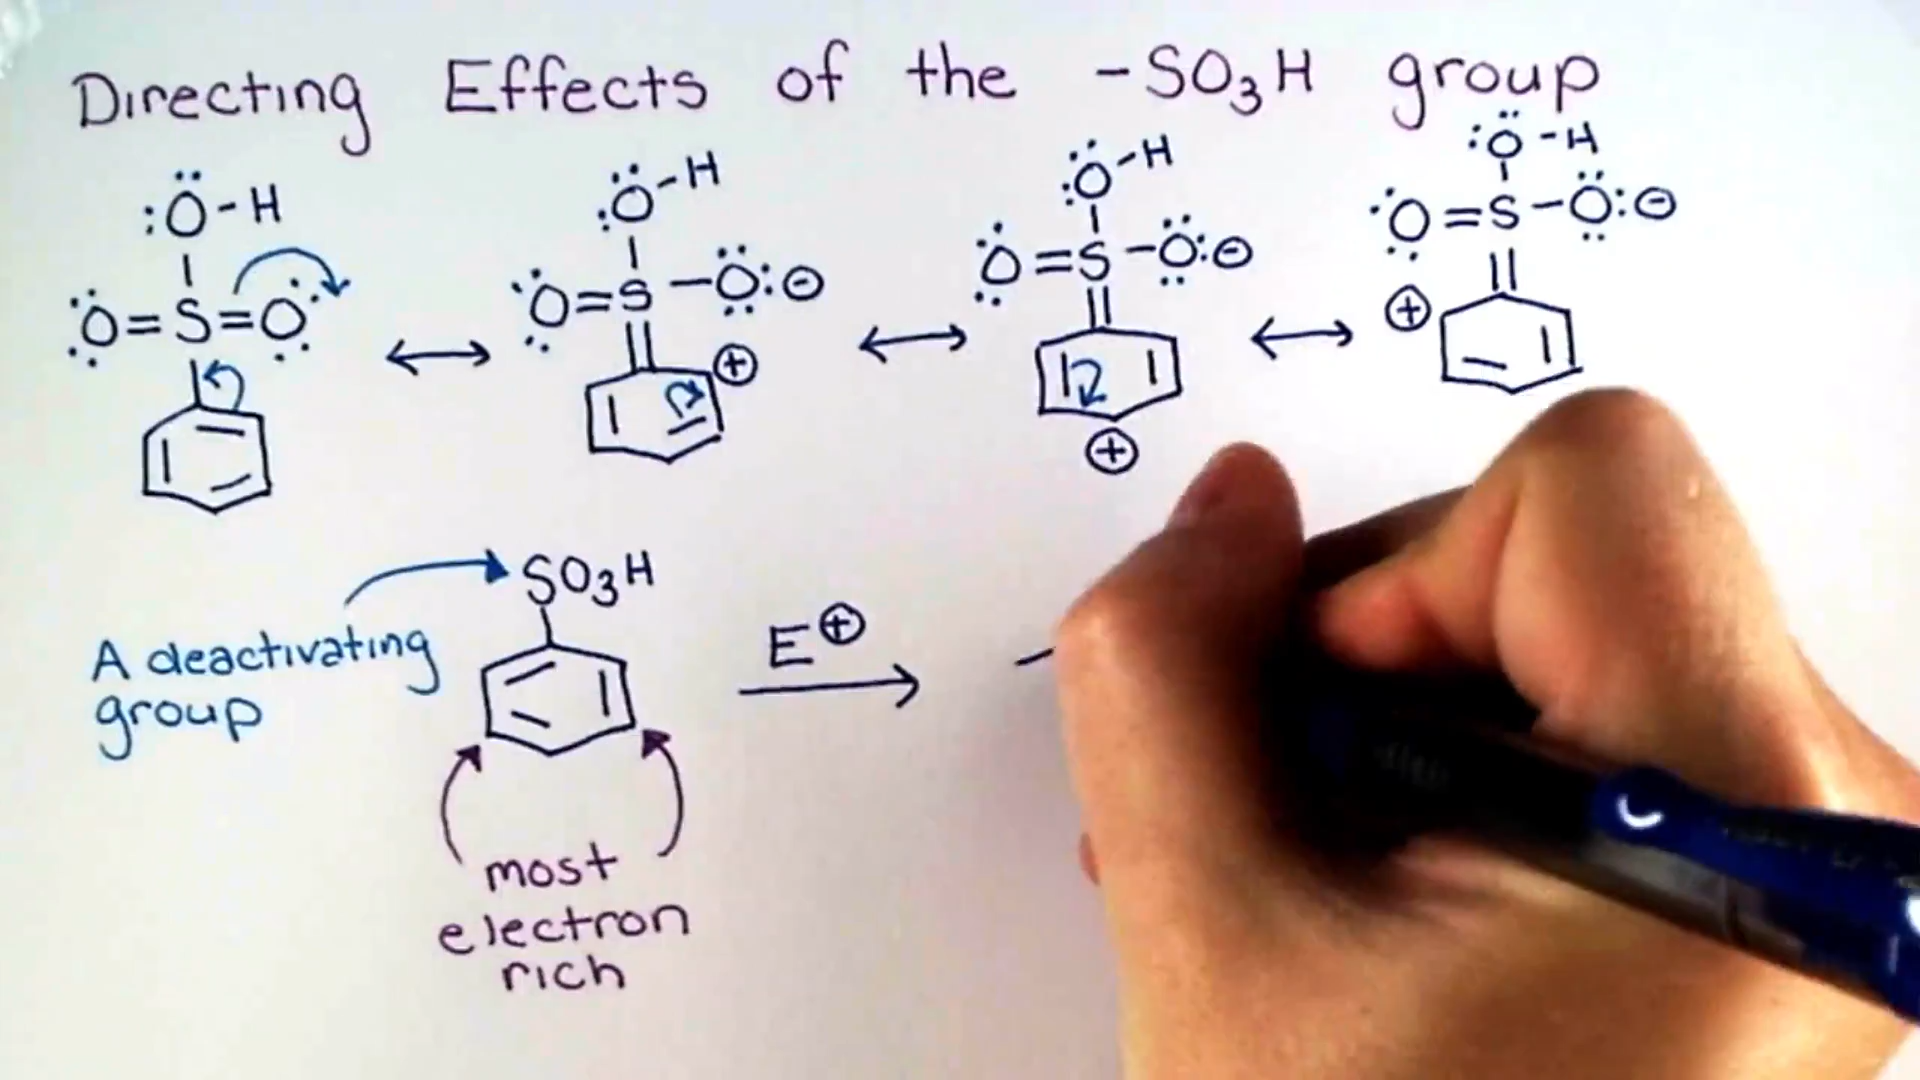 Directing Effects of the -SO3H group
:Ö-H
Ö=S=O
Ö-H
Ö=S-Ö:⊖
⊕
Ö-H
Ö=S-Ö:⊖
⊕
:Ö-H
Ö=S-Ö:⊖
⊕
SO3H
A deactivating
group
E⊕
most
electron
rich